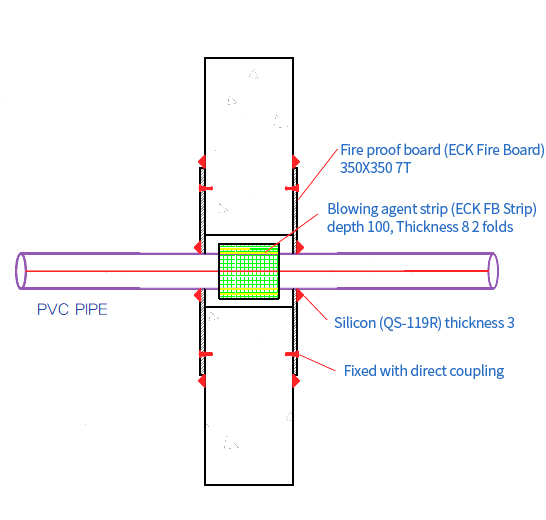 Fire proof board (ECK Fire Board)
350X350 7T
Blowing agent strip (ECK FB Strip)
depth 100, Thickness 8 2 folds
PVC PIPE
Silicon (QS-119R) thickness 3
Fixed with direct coupling